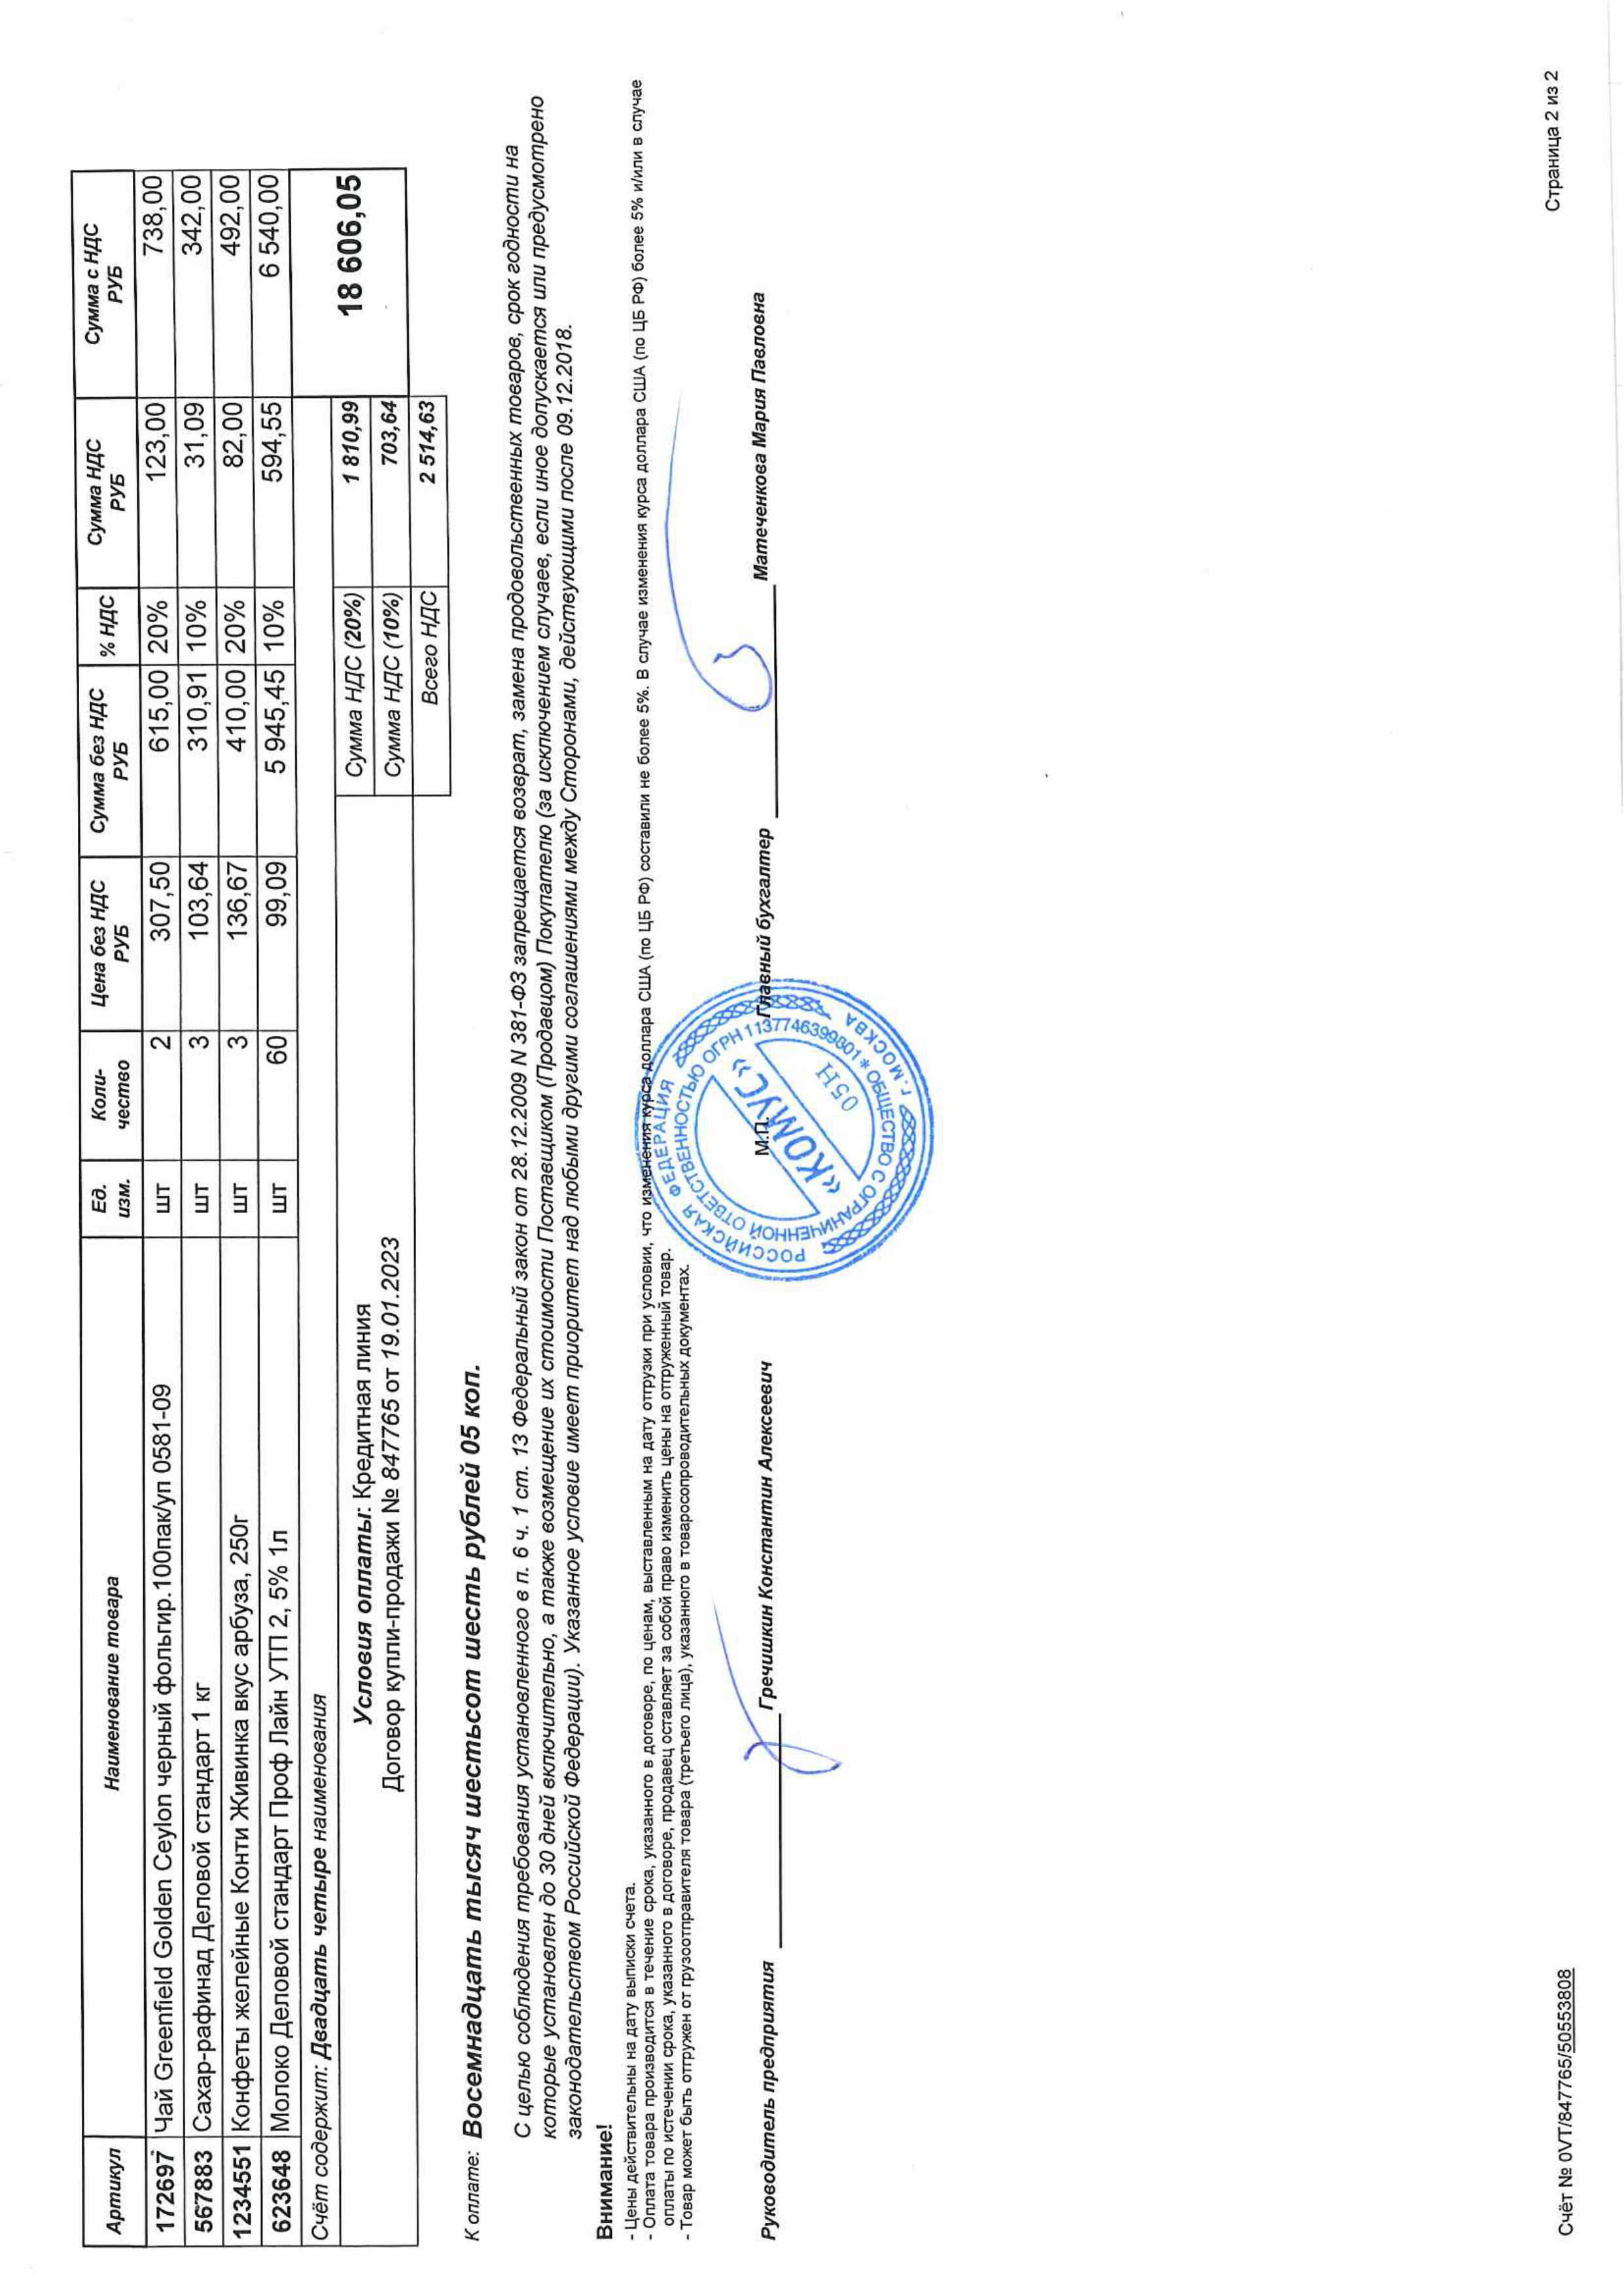 Артикул Наименование товара Ед. изм. Коли-чество Цена без НДС РУБ Сумма без НДС РУБ % НДС Сумма НДС РУБ Сумма с НДС РУБ
172697 Чай Greenfield Golden Ceylon черный фольгир.100пак/уп 0581-09 шт 2 307,50 615,00 20% 123,00 738,00
567883 Сахар-рафинад Деловой стандарт 1 кг шт 3 103,64 310,91 10% 31,09 342,00
1234551 Конфеты желейные Конти Живинка вкус арбуза, 250г шт 3 136,67 410,00 20% 82,00 492,00
623648 Молоко Деловой стандарт Проф Лайн УТП 2, 5% 1л шт 60 99,09 5 945,45 10% 594,55 6 540,00
Счёт содержит: Двадцать четыре наименования
Условия оплаты: Кредитная линия
Договор купли-продажи № 847765 от 19.01.2023
Сумма НДС (20%) 1 810,99 18 606,05
Сумма НДС (10%) 703,64
Всего НДС 2 514,63
К оплате: Восемнадцать тысяч шестьсот шесть рублей 05 коп.
С целью соблюдения требования установленного в п. 6 ч. 1 ст. 13 Федеральный закон от 28.12.2009 N 381-ФЗ запрещается возврат, замена продовольственных товаров, срок годности на
которые установлен до 30 дней включительно, а также возмещение их стоимости Поставщиком (Продавцом) Покупателю (за исключением случаев, если иное допускается или предусмотрено
законодательством Российской Федерации). Указанное условие имеет приоритет над любыми другими соглашениями между Сторонами, действующими после 09.12.2018.
Внимание!
- Цены действительны на дату выписки счета.
- Оплата товара производится в течение срока, указанного в договоре, по ценам, выставленным на дату отгрузки при условии, что изменения курса доллара США (по ЦБ РФ) составили не более 5%. В случае изменения курса доллара США (по ЦБ РФ) более 5% и/или в случае
оплаты по истечении срока, указанного в договоре, продавец оставляет за собой право изменить цены на отгруженный товар.
- Товар может быть отгружен от грузоотправителя товара (третьего лица), указанного в товаросопроводительных документах.
Руководитель предприятия Гречишкин Константин Алексеевич М.П. Главный бухгалтер Матеченкова Мария Павловна
РОССИЙСКАЯ ФЕДЕРАЦИЯ
г.МОСКВА
ОБЩЕСТВО С ОГРАНИЧЕННОЙ ОТВЕТСТВЕННОСТЬЮ ОГРН
«КОМУС»
05Н
Счёт № 0VT/847765/50553808
Страница 2 из 2